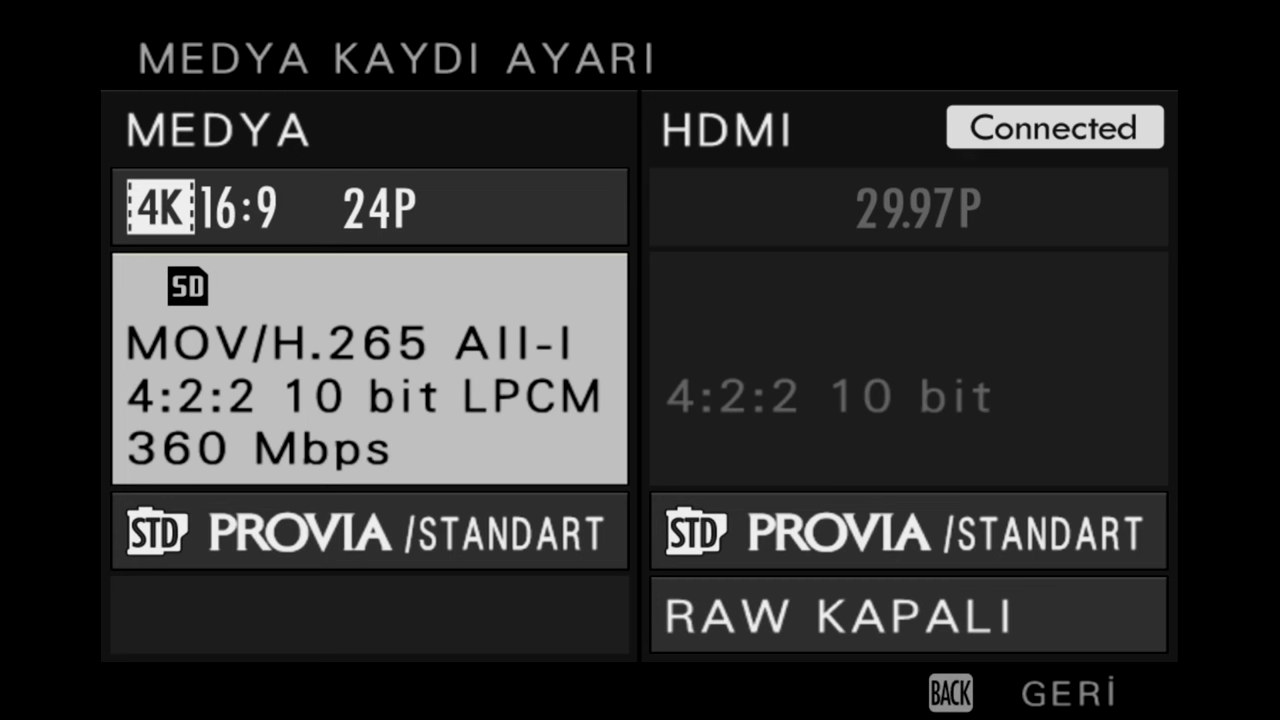 MEDYA KAYDI AYARI
MEDYA
4K 16:9 24P
SD
MOV/H.265 All-I
4:2:2 10 bit LPCM
360 Mbps
STD PROVIA /STANDART
HDMI Connected
29.97P
4:2:2 10 bit
STD PROVIA /STANDART
RAW KAPALI
BACK GERİ